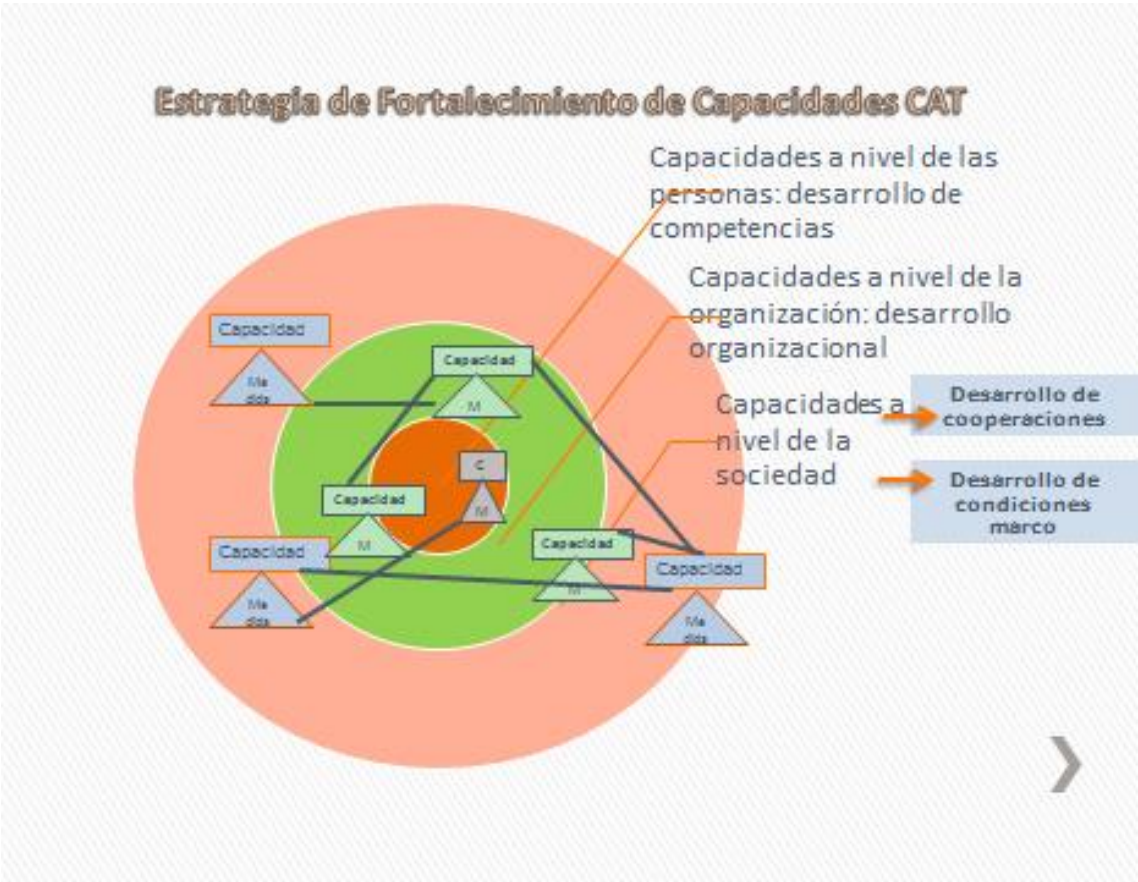 Estrategia de Fortalecimiento de Capacidades CAT
Capacidades a nivel de las
personas: desarrollo de
competencias
Capacidades a nivel de la
organización: desarrollo
organizacional
Capacidades a
nivel de la
sociedad
Desarrollo de
cooperaciones
Desarrollo de
condiciones
marco
Capacidad
Me
dida
Capacidad
M
C
M
Capacidad
M
Capacidad
Me
dida
Capacidad
M
Capacidad
Me
dida